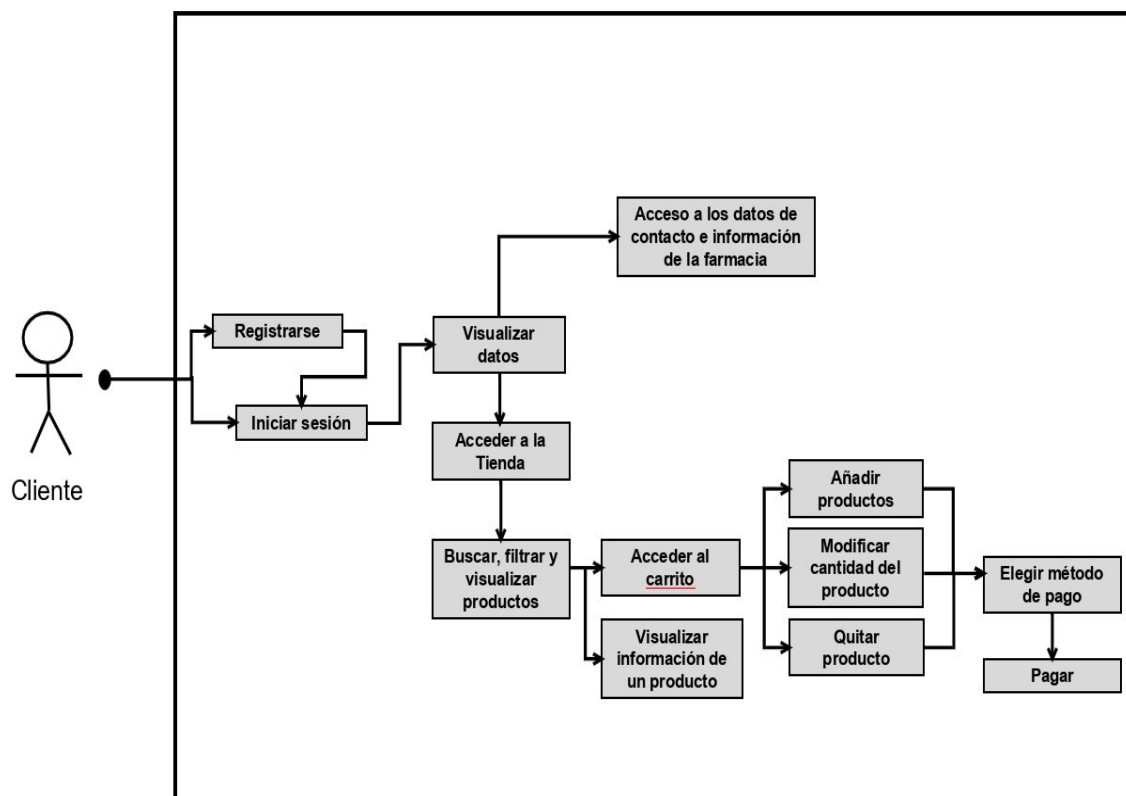 Acceso a los datos de
contacto e información
de la farmacia
Registrarse
Visualizar
datos
Iniciar sesión
Cliente
Acceder a la
Tienda
Añadir
productos
Buscar, filtrar y
visualizar
productos
Acceder al
carrito
Modificar
cantidad del
producto
Elegir método
de pago
Visualizar
información de
un producto
Quitar
producto
Pagar